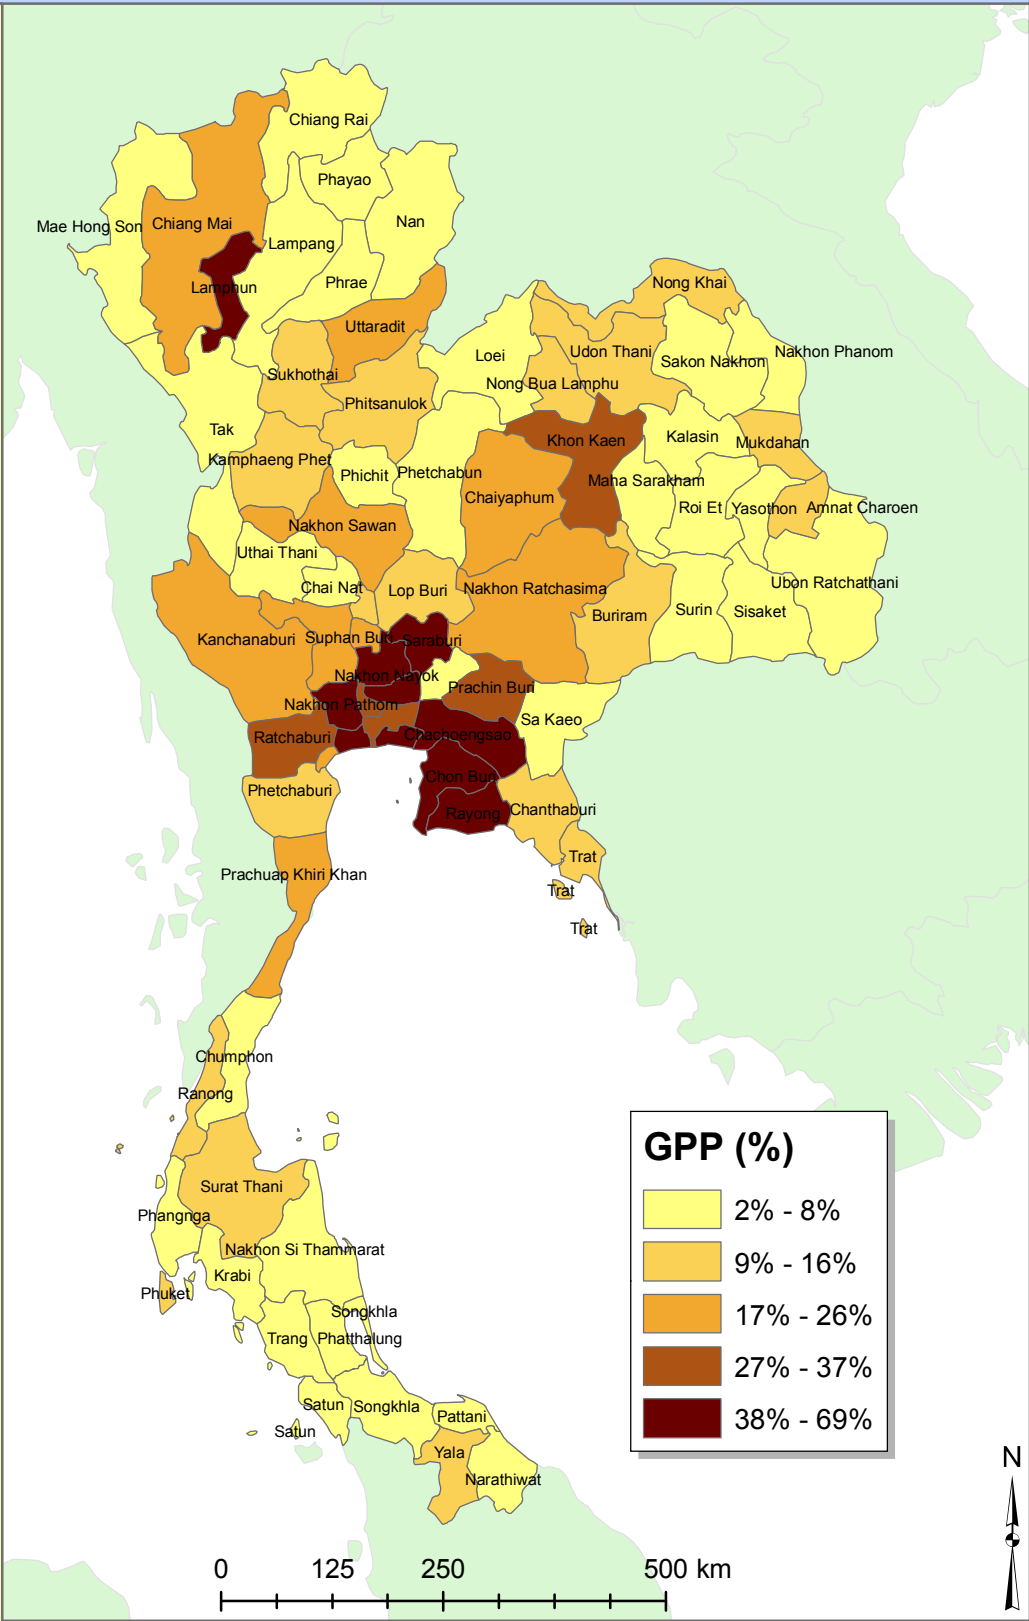 Chiang Rai
Phayao
Nan
Mae Hong Son
Chiang Mai
Lampang
Phrae
Lamphun
Nong Khai
Uttaradit
Loei
Udon Thani
Nakhon Phanom
Sakon Nakhon
Sukhothai
Nong Bua Lamphu
Phitsanulok
Tak
Khon Kaen
Kalasin
Mukdahan
Kamphaeng Phet
Phichit
Phetchabun
Maha Sarakham
Chaiyaphum
Roi Et
Yasothon
Amnat Charoen
Nakhon Sawan
Uthai Thani
Chai Nat
Lop Buri
Nakhon Ratchasima
Ubon Ratchathani
Buriram
Surin
Sisaket
Kanchanaburi
Suphan Buri
Saraburi
Nakhon Nayok
Prachin Buri
Nakhon Pathom
Sa Kaeo
Ratchaburi
Chachoengsao
Chon Buri
Phetchaburi
Rayong
Chanthaburi
Trat
Prachuap Khiri Khan
Trat
Trat
Chumphon
Ranong
Surat Thani
Phangnga
Nakhon Si Thammarat
Krabi
Phuket
Songkhla
Trang
Phatthalung
Satun
Songkhla
Pattani
Satun
Yala
Narathiwat
GPP (%)
2% - 8%
9% - 16%
17% - 26%
27% - 37%
38% - 69%
N
0 125 250 500 km